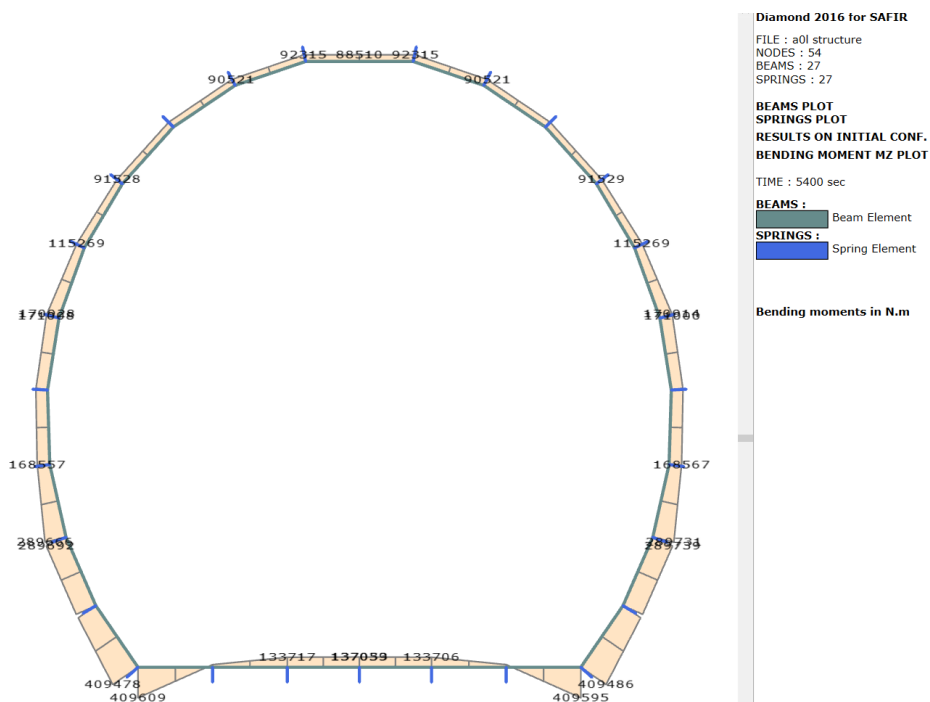 Diamond 2016 for SAFIR
FILE : a0l structure
NODES : 54
BEAMS : 27
SPRINGS : 27
BEAMS PLOT
SPRINGS PLOT
RESULTS ON INITIAL CONF.
BENDING MOMENT MZ PLOT
TIME : 5400 sec
BEAMS :
Beam Element
SPRINGS :
Spring Element
Bending moments in N.m
92315 88510 92315
90521 90521
91528 91529
115269 115269
168557 168567
289739
133717 133706
409478 409486
409609 409595